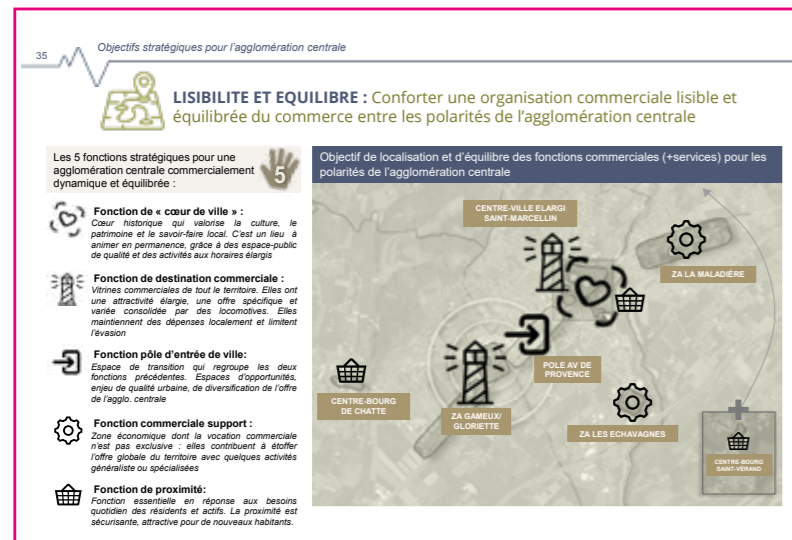 35
Objectifs stratégiques pour l'agglomération centrale
LISIBILITE ET EQUILIBRE : Conforter une organisation commerciale lisible et
équilibrée du commerce entre les polarités de l'agglomération centrale
Les 5 fonctions stratégiques pour une
agglomération centrale commercialement
dynamique et équilibrée :
5
Fonction de « cœur de ville » :
Cœur historique qui valorise la culture, le
patrimoine et le savoir-faire local. C'est un lieu à
animer en permanence, grâce à des espace-public
de qualité et des activités aux horaires élargis
Fonction de destination commerciale :
Vitrines commerciales de tout le territoire. Elles ont
une attractivité élargie, une offre spécifique et
variée consolidée par des locomotives. Elles
maintiennent des dépenses localement et limitent
l'évasion
Fonction pôle d'entrée de ville:
Espace de transition qui regroupe les deux
fonctions précédentes. Espaces d'opportunités,
enjeu de qualité urbaine, de diversification de l'offre
de l'agglo. centrale
Fonction commerciale support :
Zone économique dont la vocation commerciale
n'est pas exclusive : elles contribuent à étoffer
l'offre globale du territoire avec quelques activités
généraliste ou spécialisées
Fonction de proximité:
Fonction essentielle en réponse aux besoins
quotidien des résidents et actifs. La proximité est
sécurisante, attractive pour de nouveaux habitants.
Objectif de localisation et d'équilibre des fonctions commerciales (+services) pour les
polarités de l'agglomération centrale
CENTRE-VILLE ELARGI
SAINT-MARCELLIN
ZA LA MALADIÈRE
POLE AV DE
PROVENCE
CENTRE-BOURG
DE CHATTE
ZA GAMEUX/
GLORIETTE
ZA LES ECHAVAGNES
CENTRE-BOURG
SAINT-VÉRAND